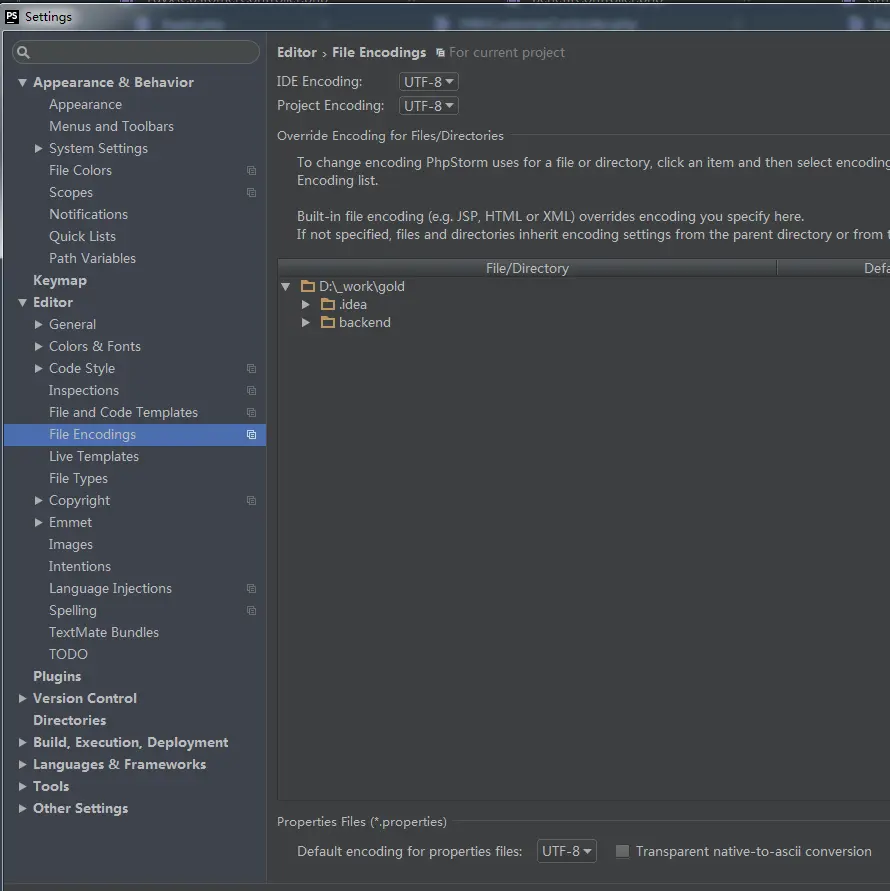 PS Settings
Appearance & Behavior
Appearance
Menus and Toolbars
System Settings
File Colors
Scopes
Notifications
Quick Lists
Path Variables
Keymap
Editor
General
Colors & Fonts
Code Style
Inspections
File and Code Templates
File Encodings
Live Templates
File Types
Copyright
Emmet
Images
Intentions
Language Injections
Spelling
TextMate Bundles
TODO
Plugins
Version Control
Directories
Build, Execution, Deployment
Languages & Frameworks
Tools
Other Settings
Editor › File Encodings For current project
IDE Encoding: UTF-8
Project Encoding: UTF-8
Override Encoding for Files/Directories
To change encoding PhpStorm uses for a file or directory, click an item and then select encoding
Encoding list.
Built-in file encoding (e.g. JSP, HTML or XML) overrides encoding you specify here.
If not specified, files and directories inherit encoding settings from the parent directory or from
File/Directory Defa
D:\_work\gold
.idea
backend
Properties Files (*.properties)
Default encoding for properties files: UTF-8 Transparent native-to-ascii conversion